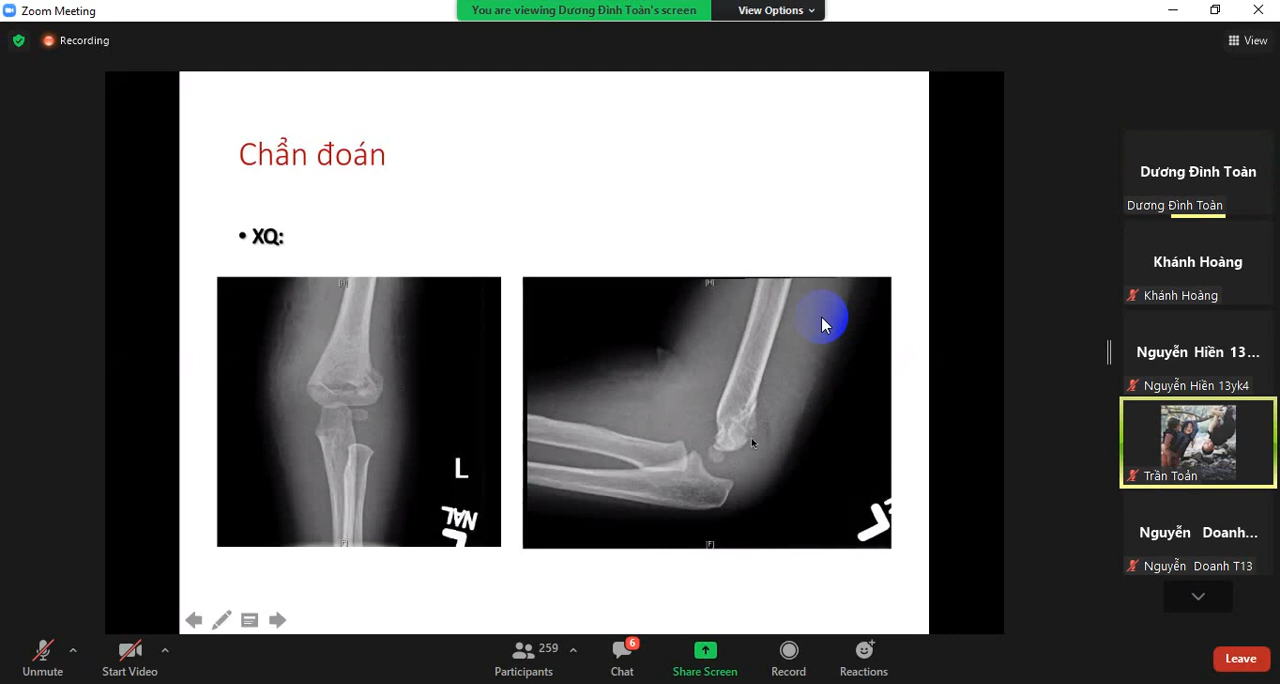 Zoom Meeting
You are viewing Dương Đình Toàn's screen
View Options
Recording
View
Chẩn đoán
• XQ:
[H]
[H]
L
NAL
L
[F]
[F]
Dương Đình Toàn
Dương Đình Toàn
Khánh Hoàng
Khánh Hoàng
Nguyễn Hiền 13...
Nguyễn Hiền 13yk4
Trần Toản
Nguyễn Doanh...
Nguyễn Doanh T13
Unmute
Start Video
259
Participants
6
Chat
Share Screen
Record
Reactions
Leave